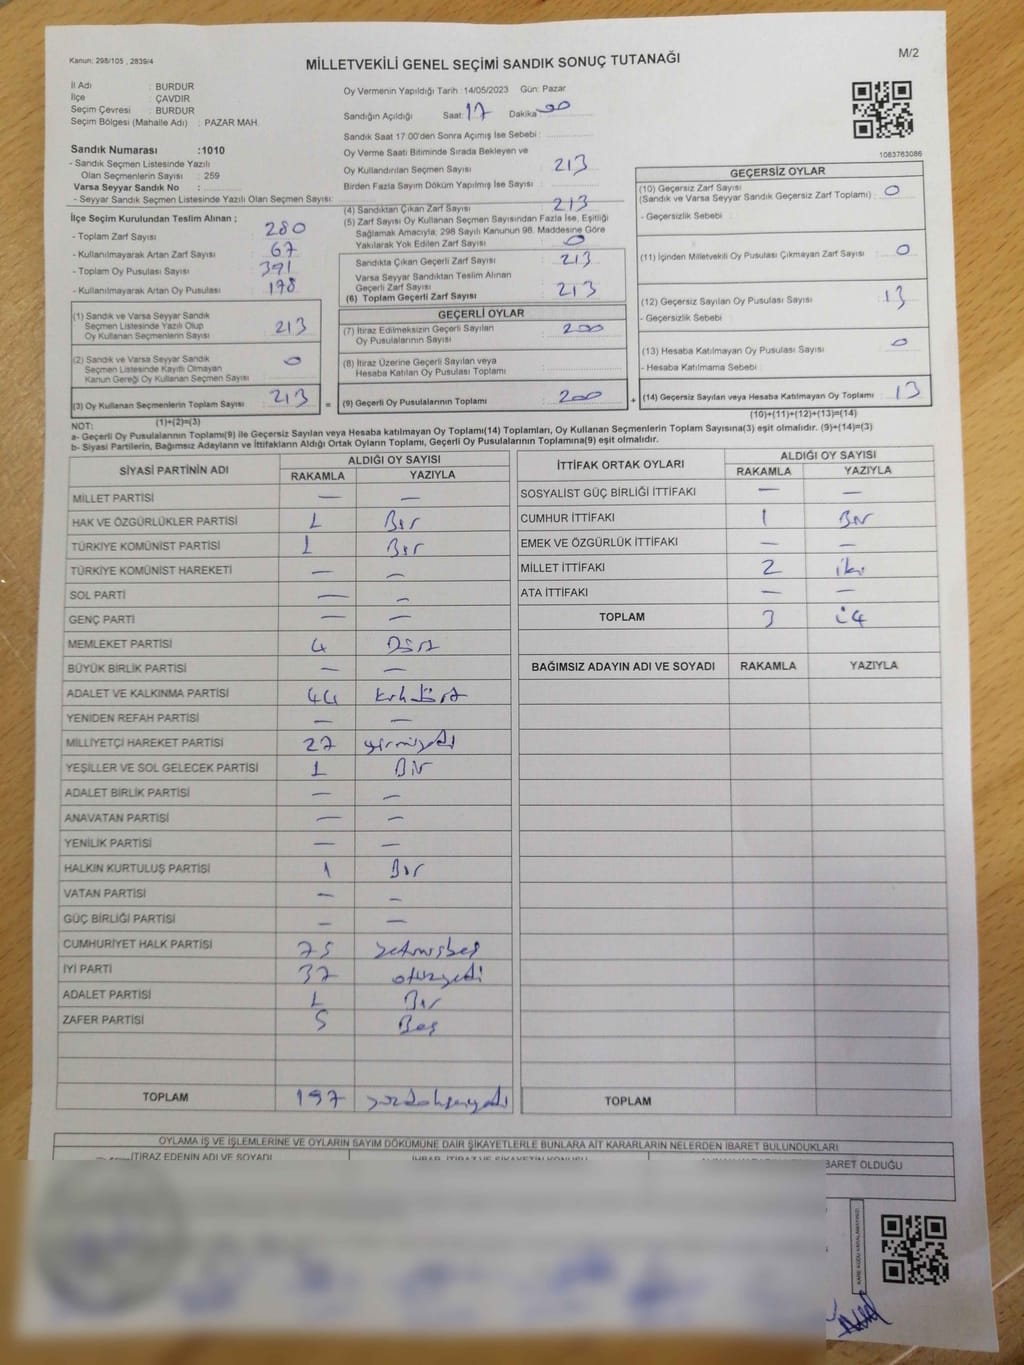 Kanun: 298/105 , 2839/4
MİLLETVEKİLİ GENEL SEÇİMİ SANDIK SONUÇ TUTANAĞI
M/2
İl Adı : BURDUR
İlçe : ÇAVDIR
Seçim Çevresi : BURDUR
Seçim Bölgesi (Mahalle Adı) : PAZAR MAH.
Oy Vermenin Yapıldığı Tarih 14/05/2023 Gün: Pazar
Sandığın Açıldığı Saat: 17 Dakika
Sandık Saat 17:00'den Sonra Açımış İse Sebebi :
Oy Verme Saati Bitiminde Sırada Bekleyen ve
Oy Kullandırılan Seçmen Sayısı : 213
Birden Fazla Sayım Döküm Yapılmış İse Sayısı :
1083763086
Sandık Numarası :1010
- Sandık Seçmen Listesinde Yazılı
Olan Seçmenlerin Sayısı : 259
Varsa Seyyar Sandık No :
- Seyyar Sandık Seçmen Listesinde Yazılı Olan Seçmen Sayısı:
İlçe Seçim Kurulundan Teslim Alınan ;
- Toplam Zarf Sayısı : 280
- Kullanılmayarak Artan Zarf Sayısı : 67
- Toplam Oy Pusulası Sayısı : 391
- Kullanılmayarak Artan Oy Pusulası : 178
(1) Sandık ve Varsa Seyyar Sandık
Seçmen Listesinde Yazılı Olup
Oy Kullanan Seçmenlerin Sayısı : 213
(2) Sandık ve Varsa Seyyar Sandık
Seçmen Listesinde Kayıtlı Olmayan
Kanun Gereği Oy Kullanan Seçmen Sayısı : 0
(3) Oy Kullanan Seçmenlerin Toplam Sayısı : 213
(1)+(2)=(3)
(4) Sandıktan Çıkan Zarf Sayısı : 213
(5) Zarf Sayısı Oy Kullanan Seçmen Sayısından Fazla İse, Eşitliği
Sağlamak Amacıyla; 298 Sayılı Kanunun 98. Maddesine Göre
Yakılarak Yok Edilen Zarf Sayısı : 0
Sandıkta Çıkan Geçerli Zarf Sayısı : 213
Varsa Seyyar Sandıktan Teslim Alınan
Geçerli Zarf Sayısı
(6) Toplam Geçerli Zarf Sayısı : 213
GEÇERLİ OYLAR
(7) İtiraz Edilmeksizin Geçerli Sayılan
Oy Pusulalarının Sayısı : 200
(8) İtiraz Üzerine Geçerli Sayılan veya
Hesaba Katılan Oy Pusulası Toplamı :
= (9) Geçerli Oy Pusulalarının Toplamı : 200 +
GEÇERSİZ OYLAR
(10) Geçersiz Zarf Sayısı
(Sandık ve Varsa Seyyar Sandık Geçersiz Zarf Toplamı) : 0
- Geçersizlik Sebebi :
(11) İçinden Milletvekili Oy Pusulası Çıkmayan Zarf Sayısı : 0
(12) Geçersiz Sayılan Oy Pusulası Sayısı : 13
- Geçersizlik Sebebi :
(13) Hesaba Katılmayan Oy Pusulası Sayısı : 0
- Hesaba Katılmama Sebebi :
(14) Geçersiz Sayılan veya Hesaba Katılmayan Oy Toplamı : 13
(10)+(11)+(12)+(13)=(14)
NOT:
a- Geçerli Oy Pusulalarının Toplamı(9) ile Geçersiz Sayılan veya Hesaba katılmayan Oy Toplamı(14) Toplamları, Oy Kullanan Seçmenlerin Toplam Sayısına(3) eşit olmalıdır. (9)+(14)=(3)
b- Siyasi Partilerin, Bağımsız Adayların ve İttifakların Aldığı Ortak Oyların Toplamı, Geçerli Oy Pusulalarının Toplamına(9) eşit olmalıdır.
SİYASİ PARTİNİN ADI ALDIĞI OY SAYISI
RAKAMLA YAZIYLA
MİLLET PARTİSİ — —
HAK VE ÖZGÜRLÜKLER PARTİSİ 1 Bir
TÜRKİYE KOMÜNİST PARTİSİ 1 Bir
TÜRKİYE KOMÜNİST HAREKETİ — —
SOL PARTİ — —
GENÇ PARTİ — —
MEMLEKET PARTİSİ 4 Dört
BÜYÜK BİRLİK PARTİSİ — —
ADALET VE KALKINMA PARTİSİ 44 kırkdört
YENİDEN REFAH PARTİSİ — —
MİLLİYETÇİ HAREKET PARTİSİ 27 yirmiyedi
YEŞİLLER VE SOL GELECEK PARTİSİ 1 Bir
ADALET BİRLİK PARTİSİ — —
ANAVATAN PARTİSİ — —
YENİLİK PARTİSİ — —
HALKIN KURTULUŞ PARTİSİ 1 Bir
VATAN PARTİSİ — —
GÜÇ BİRLİĞİ PARTİSİ — —
CUMHURİYET HALK PARTİSİ 75 yetmişbeş
İYİ PARTİ 37 otuzyedi
ADALET PARTİSİ 1 Bir
ZAFER PARTİSİ 5 Beş
TOPLAM 197 yüzdoksanyedi
İTTİFAK ORTAK OYLARI ALDIĞI OY SAYISI
RAKAMLA YAZIYLA
SOSYALİST GÜÇ BİRLİĞİ İTTİFAKI — —
CUMHUR İTTİFAKI 1 Bir
EMEK VE ÖZGÜRLÜK İTTİFAKI — —
MİLLET İTTİFAKI 2 iki
ATA İTTİFAKI — —
TOPLAM 3 üç
BAĞIMSIZ ADAYIN ADI VE SOYADI RAKAMLA YAZIYLA
TOPLAM
OYLAMA İŞ VE İŞLEMLERİNE VE OYLARIN SAYIM DÖKÜMÜNE DAİR ŞİKAYETLERLE BUNLARA AİT KARARLARIN NELERDEN İBARET BULUNDUKLARI
İTİRAZ EDENİN ADI VE SOYADI
İHBAR, İTİRAZ VE ŞİKAYETİN KONUSU
BARET OLDUĞU